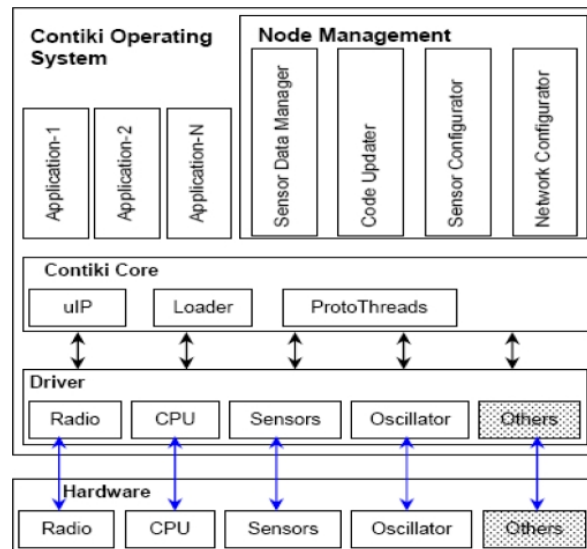 Contiki Operating
System
Node Management
Application-1
Application-2
Application-N
Sensor Data Manager
Code Updater
Sensor Configurator
Network Configurator
Contiki Core
uIP
Loader
ProtoThreads
Driver
Radio
CPU
Sensors
Oscillator
Others
Hardware
Radio
CPU
Sensors
Oscillator
Others